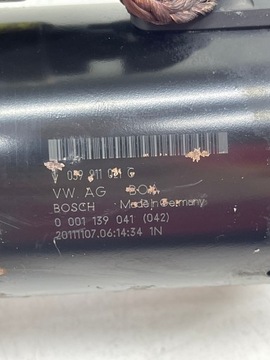 V 059 911 021 G
VW AG
BOSCH Made in Germany
0 001 139 041 (042)
20111107.06:14:34 1N